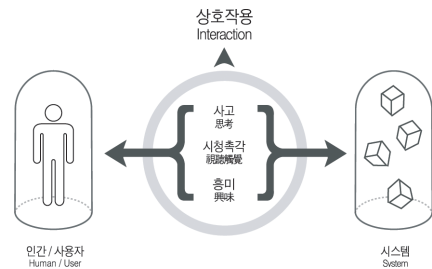 상호작용
Interaction
사고
思考
시청촉각
視聽觸覺
흥미
興味
인간 / 사용자
Human / User
시스템
System